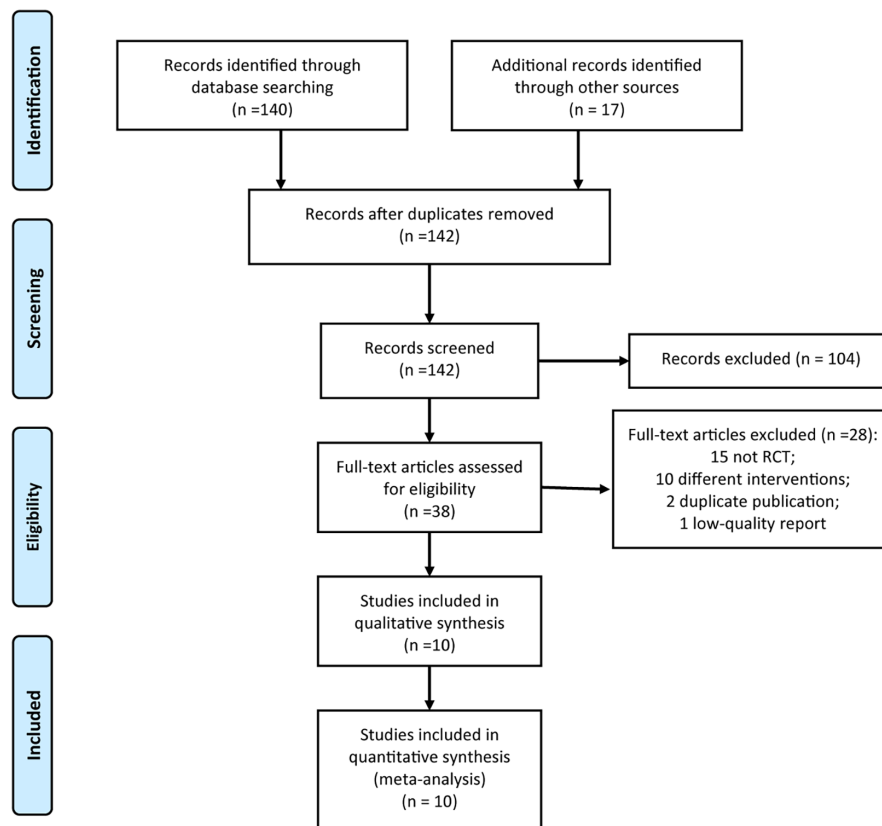 Identification
Records identified through
database searching
(n =140)
Additional records identified
through other sources
(n = 17)
Records after duplicates removed
(n =142)
Screening
Records screened
(n =142)
Records excluded (n = 104)
Eligibility
Full-text articles assessed
for eligibility
(n =38)
Full-text articles excluded (n =28):
15 not RCT;
10 different interventions;
2 duplicate publication;
1 low-quality report
Studies included in
qualitative synthesis
(n =10)
Included
Studies included in
quantitative synthesis
(meta-analysis)
(n = 10)